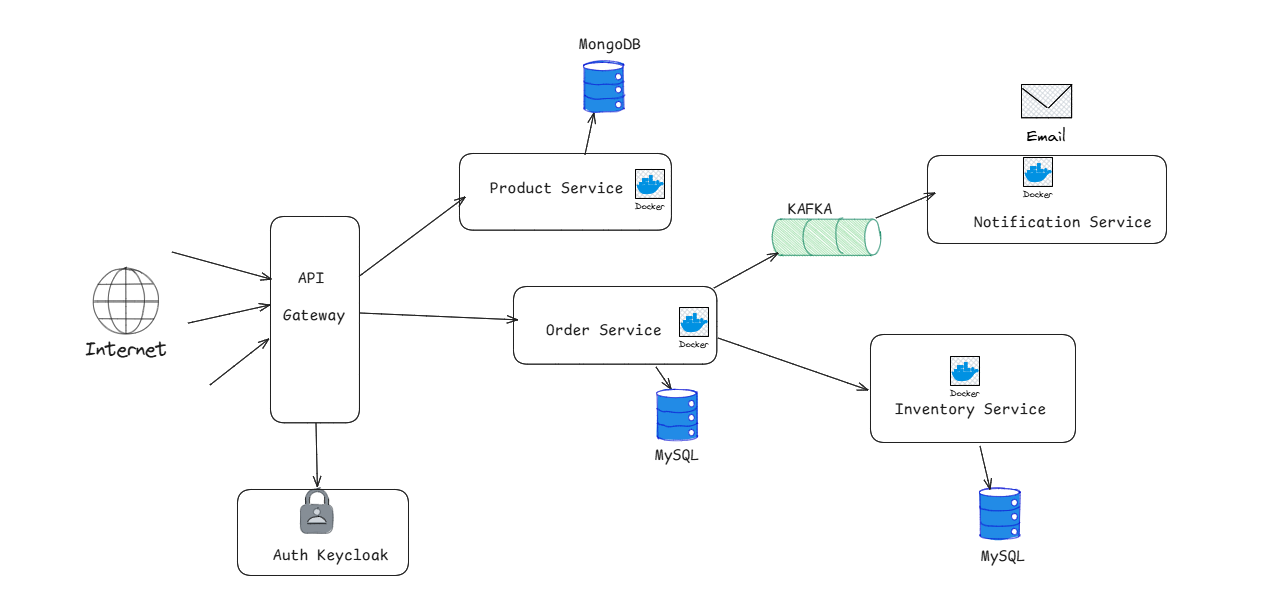 MongoDB
Email
Product Service
Docker
Docker
KAFKA
Notification Service
API
Gateway
Internet
Order Service
Docker
Docker
Inventory Service
MySQL
Auth Keycloak
MySQL